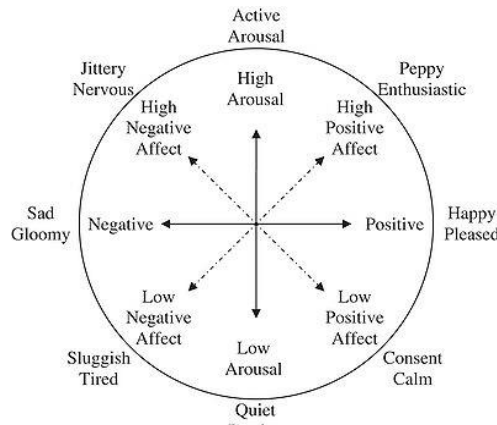 Active
Arousal
Jittery
Nervous
High
Arousal
Peppy
Enthusiastic
High
Negative
Affect
High
Positive
Affect
Sad
Gloomy
Negative
Positive
Happy
Pleased
Low
Negative
Affect
Low
Positive
Affect
Sluggish
Tired
Low
Arousal
Consent
Calm
Quiet